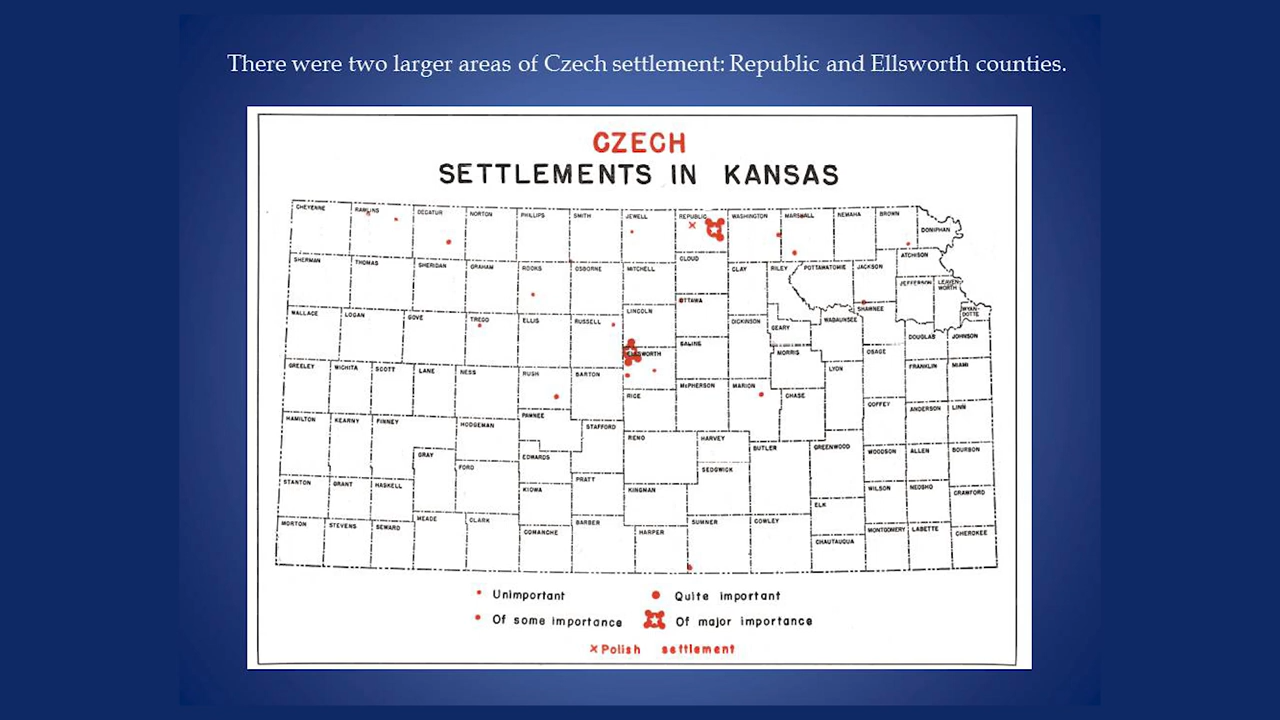 There were two larger areas of Czech settlement: Republic and Ellsworth counties.
CZECH
SETTLEMENTS IN KANSAS
CHEYENNE RAWLINS DECATUR NORTON PHILLIPS SMITH JEWELL REPUBLIC WASHINGTON MARSHALL NEMAHA BROWN
DONIPHAN
SHERMAN THOMAS SHERIDAN GRAHAM ROOKS OSBORNE MITCHELL CLOUD CLAY RILEY POTTAWATOMIE JACKSON ATCHISON
JEFFERSON LEAVEN-
WORTH
WALLACE LOGAN GOVE TREGO ELLIS RUSSELL LINCOLN OTTAWA DICKINSON GEARY WABAUNSEE SHAWNEE WYAN-
DOTTE
DOUGLAS JOHNSON
ELLSWORTH SALINE MORRIS OSAGE
GREELEY WICHITA SCOTT LANE NESS RUSH BARTON RICE McPHERSON MARION CHASE LYON FRANKLIN MIAMI
COFFEY ANDERSON LINN
HAMILTON KEARNY FINNEY HODGEMAN PAWNEE STAFFORD RENO HARVEY BUTLER GREENWOOD WOODSON ALLEN BOURBON
GRAY FORD EDWARDS SEDGWICK
STANTON GRANT HASKELL KIOWA PRATT KINGMAN ELK WILSON NEOSHO CRAWFORD
MORTON STEVENS SEWARD MEADE CLARK COMANCHE BARBER HARPER SUMNER COWLEY CHAUTAUQUA MONTGOMERY LABETTE CHEROKEE
Unimportant Quite important
Of some importance Of major importance
x Polish settlement